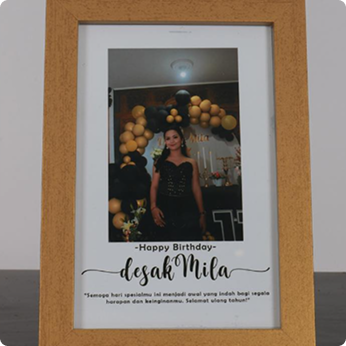 -Happy Birthday-
desak Mila
"Semoga hari spesialmu ini menjadi awal yang indah bagi segala
harapan dan keinginanmu. Selamat ulang tahun!"